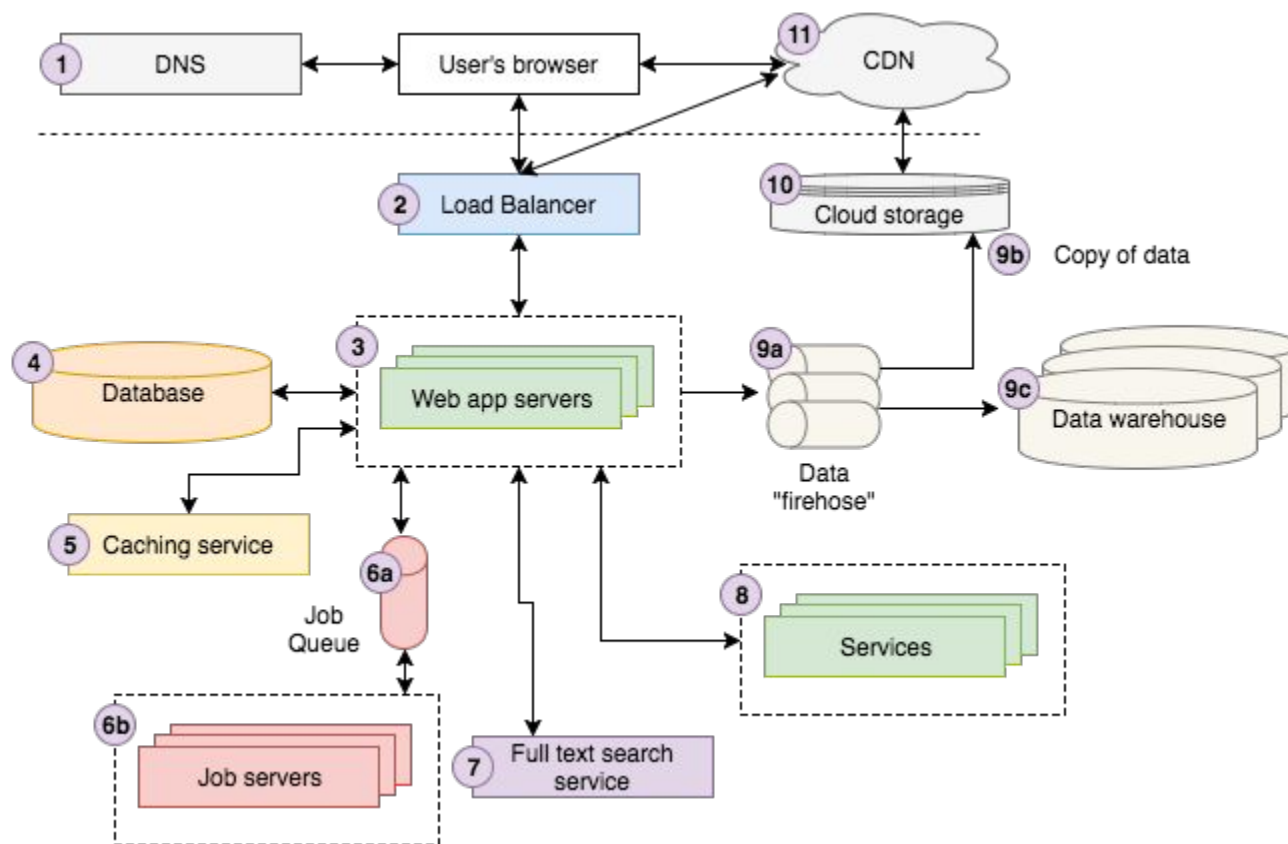 1
DNS
User's browser
11
CDN
2
Load Balancer
10
Cloud storage
9b
Copy of data
3
Web app servers
4
Database
9a
Data
"firehose"
9c
Data warehouse
5
Caching service
6a
Job
Queue
8
Services
6b
Job servers
7
Full text search
service